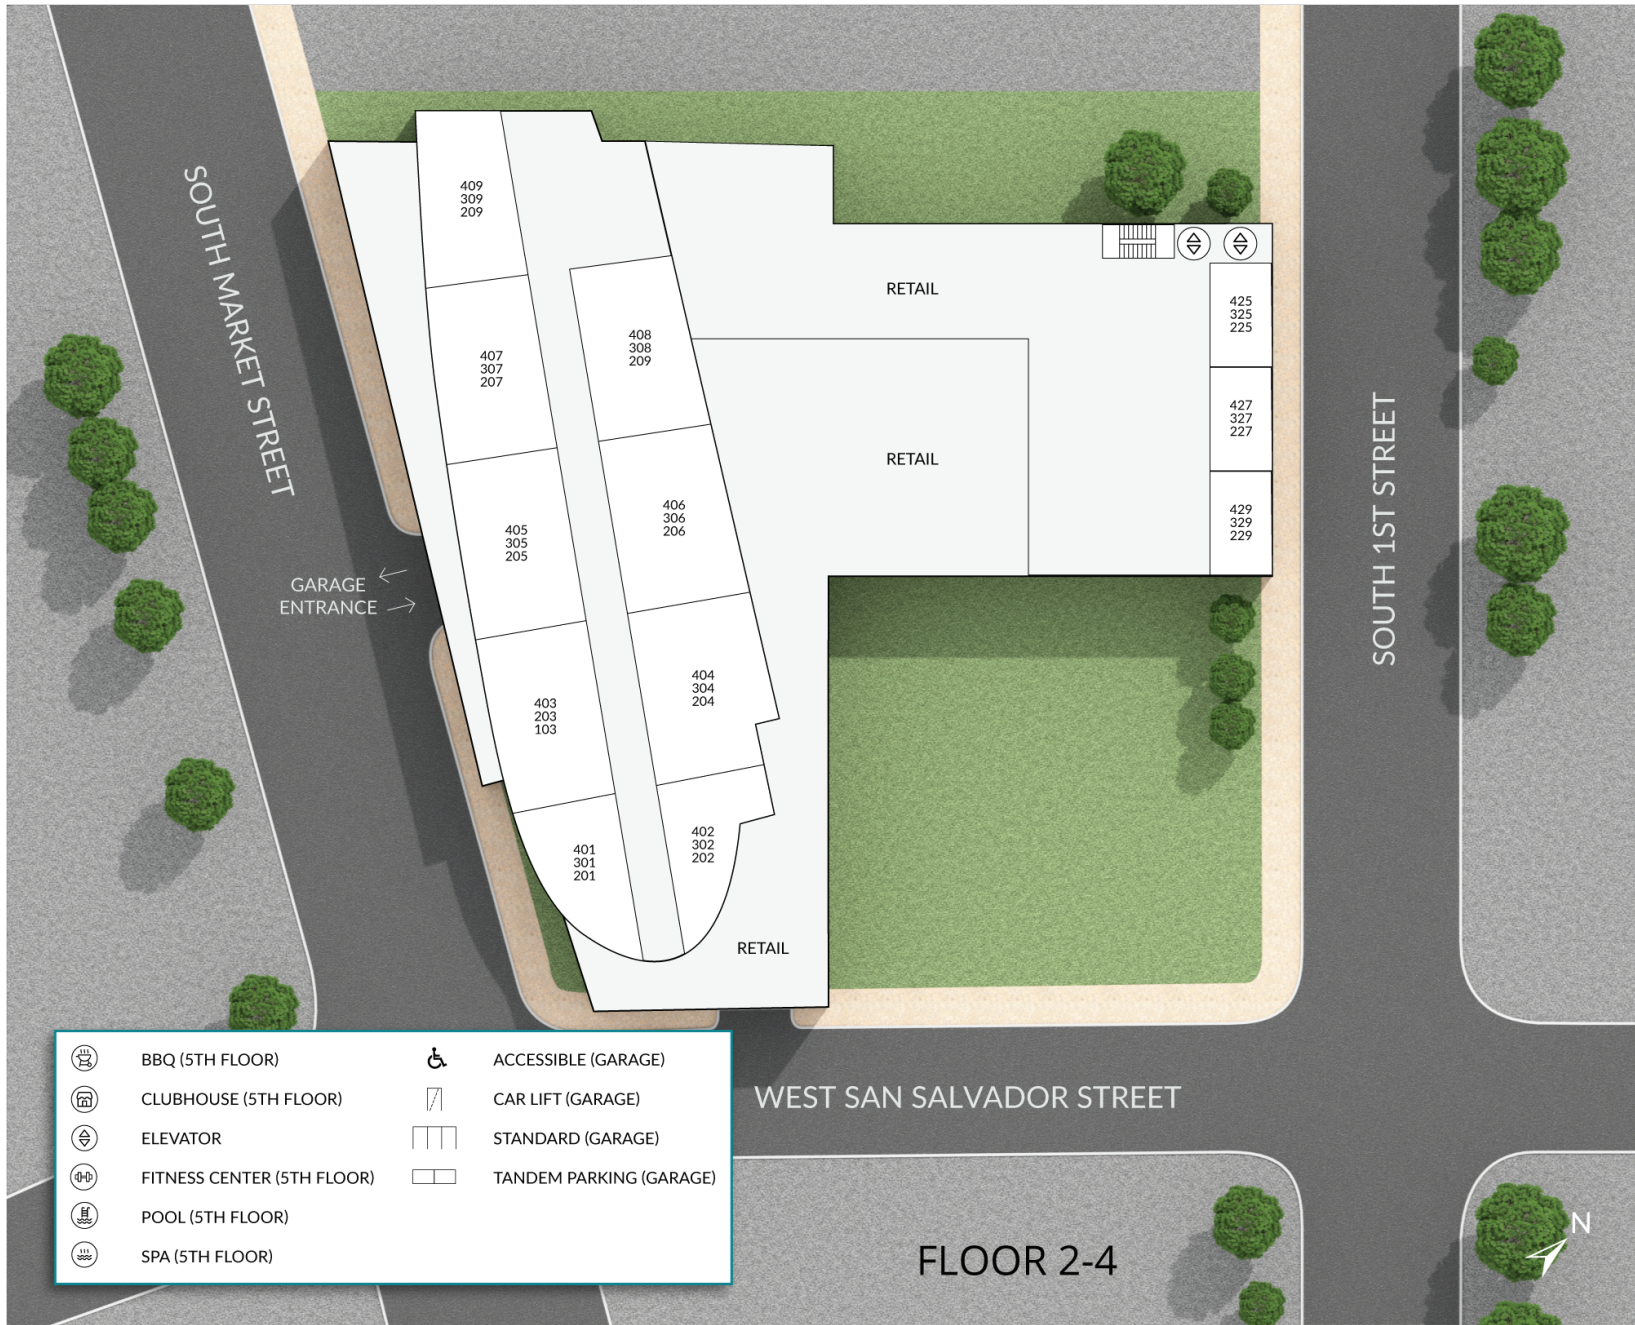 SOUTH MARKET STREET
409
309
209
407
307
207
408
308
209
405
305
205
406
306
206
403
203
103
404
304
204
401
301
201
402
302
202
RETAIL
RETAIL
RETAIL
425
325
225
427
327
227
429
329
229
GARAGE
ENTRANCE
SOUTH 1ST STREET
WEST SAN SALVADOR STREET
BBQ (5TH FLOOR)
CLUBHOUSE (5TH FLOOR)
ELEVATOR
FITNESS CENTER (5TH FLOOR)
POOL (5TH FLOOR)
SPA (5TH FLOOR)
ACCESSIBLE (GARAGE)
CAR LIFT (GARAGE)
STANDARD (GARAGE)
TANDEM PARKING (GARAGE)
FLOOR 2-4
N